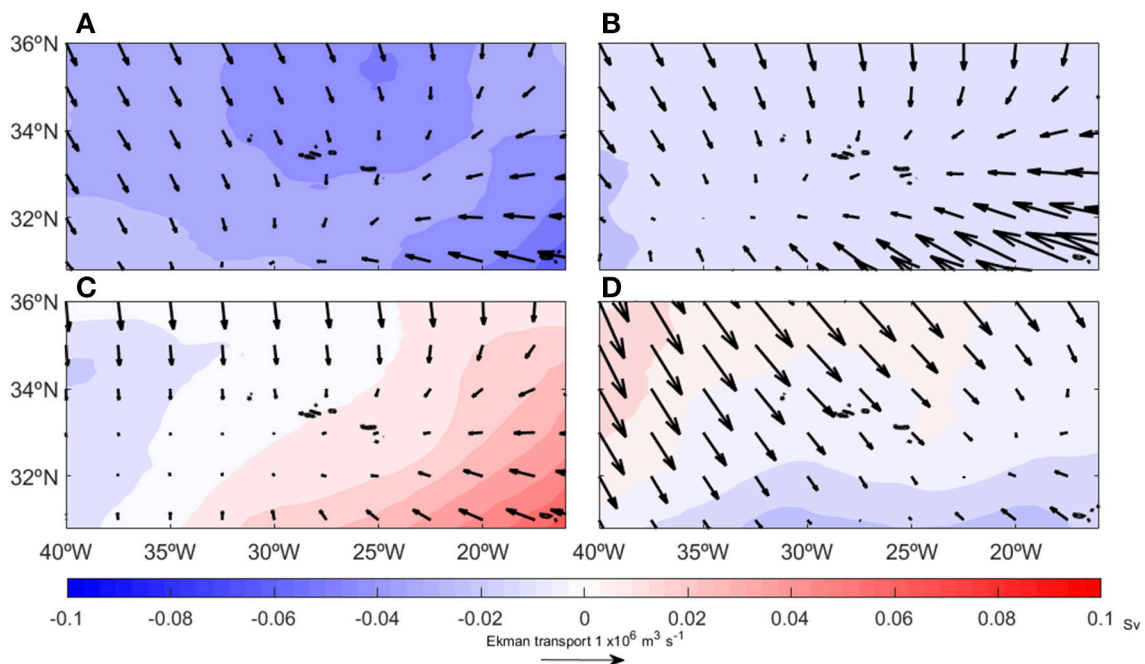 A B
36ºN
34ºN
32ºN
C D
36ºN
34ºN
32ºN
40ºW 35ºW 30ºW 25ºW 20ºW 40ºW 35ºW 30ºW 25ºW 20ºW
-0.1 -0.08 -0.06 -0.04 -0.02 0 0.02 0.04 0.06 0.08 0.1 Sv
Ekman transport 1 x10⁶ m³ s⁻¹